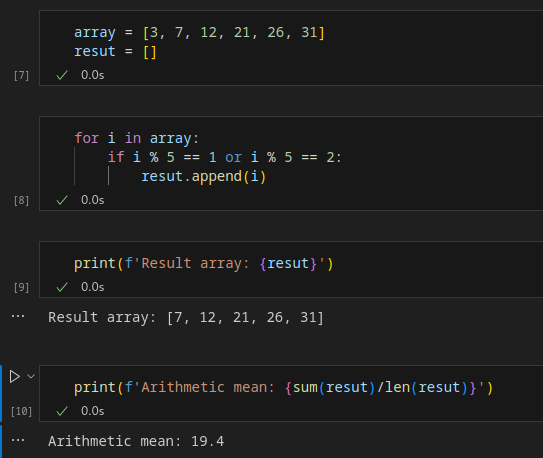 array = [3, 7, 12, 21, 26, 31]
resut = []
[7]
0.0s
for i in array:
    if i % 5 == 1 or i % 5 == 2:
        resut.append(i)
[8]
0.0s
print(f'Result array: {resut}')
[9]
0.0s
Result array: [7, 12, 21, 26, 31]
print(f'Arithmetic mean: {sum(resut)/len(resut)}')
[10]
0.0s
Arithmetic mean: 19.4